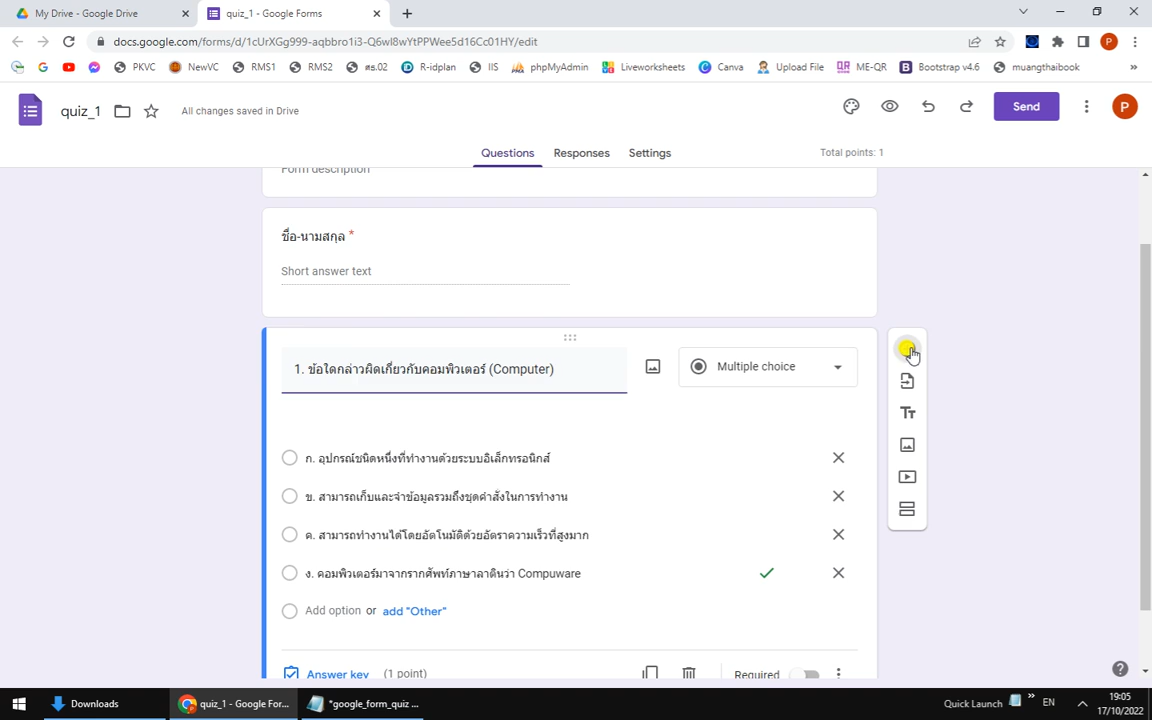 My Drive - Google Drive
quiz_1 - Google Forms
docs.google.com/forms/d/1cUrXGg999-aqbbro1i3-Q6wI8wYtPPWee5d16Cc01HY/edit
PKVC
NewVC
RMS1
RMS2
ศธ.02
R-idplan
IIS
phpMyAdmin
Liveworksheets
Canva
Upload File
ME-QR
Bootstrap v4.6
muangthaibook
quiz_1
All changes saved in Drive
Send
P
Questions
Responses
Settings
Total points: 1
Form description
ชื่อ-นามสกุล *
Short answer text
1. ข้อใดกล่าวผิดเกี่ยวกับคอมพิวเตอร์ (Computer)
Multiple choice
ก. อุปกรณ์ชนิดหนึ่งที่ทำงานด้วยระบบอิเล็กทรอนิกส์
ข. สามารถเก็บและจำข้อมูลรวมถึงชุดคำสั่งในการทำงาน
ค. สามารถทำงานได้โดยอัตโนมัติด้วยอัตราความเร็วที่สูงมาก
ง. คอมพิวเตอร์มาจากรากศัพท์ภาษาลาตินว่า Compuware
Add option or add "Other"
Answer key (1 point)
Required
Downloads
quiz_1 - Google For...
*google_form_quiz ...
Quick Launch
EN
19:05
17/10/2022